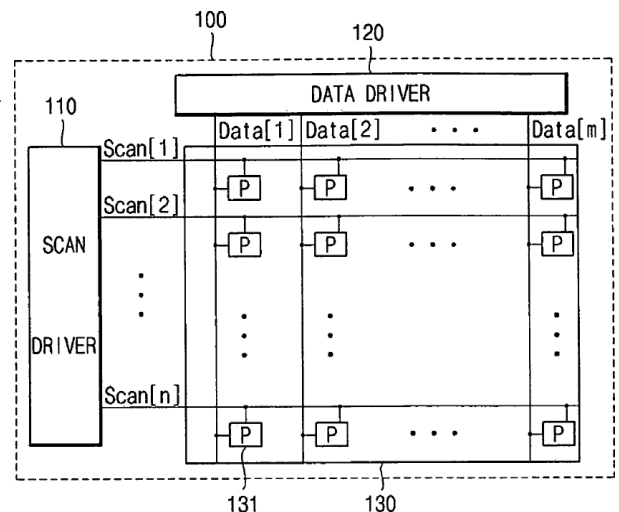 100
120
DATA DRIVER
110
Data[1] Data[2] · · · Data[m]
Scan[1]
P P · · · P
Scan[2]
P P · · · P
SCAN
DRIVER
Scan[n]
P P · · · P
131
130